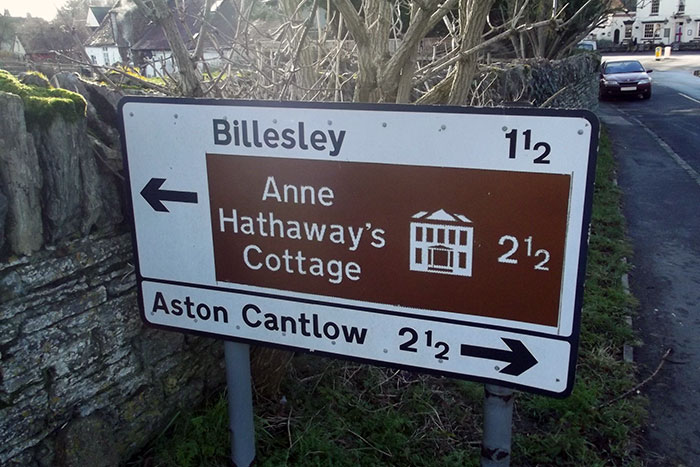 Billesley 1½
Anne
Hathaway's 2½
Cottage
Aston Cantlow 2½